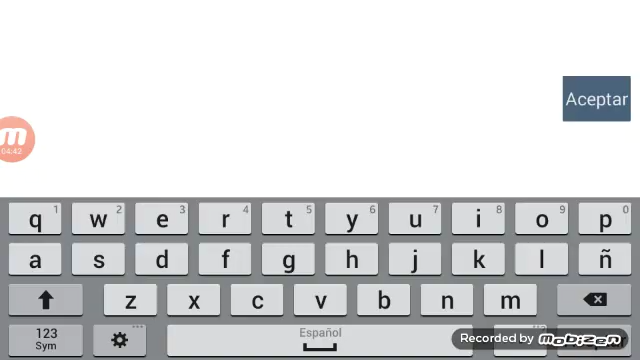 Aceptar
m
04:42
q 1 w 2 e 3 r 4 t 5 y 6 u 7 i 8 o 9 p 0
a s d f g h j k l ñ
z x c v b n m
123
Sym
Español
Recorded by mobizen